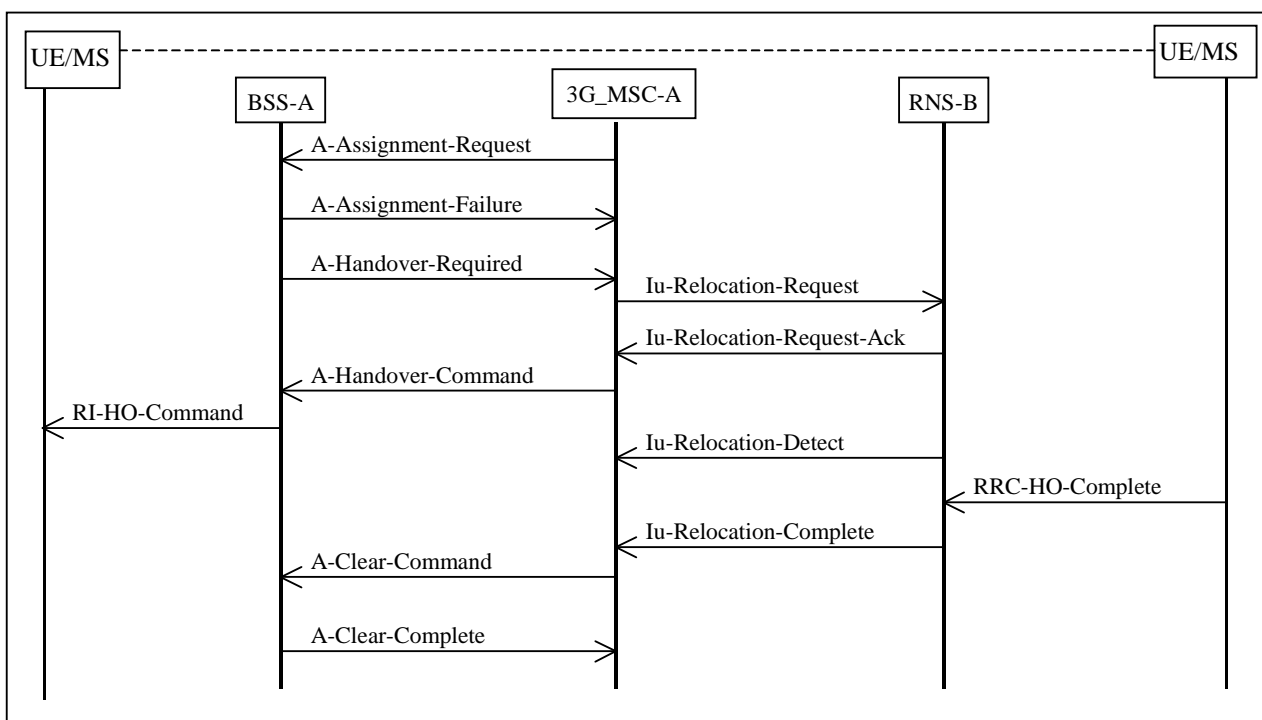 UE/MS
UE/MS
BSS-A
3G_MSC-A
RNS-B
A-Assignment-Request
A-Assignment-Failure
A-Handover-Required
Iu-Relocation-Request
Iu-Relocation-Request-Ack
A-Handover-Command
RI-HO-Command
Iu-Relocation-Detect
RRC-HO-Complete
Iu-Relocation-Complete
A-Clear-Command
A-Clear-Complete